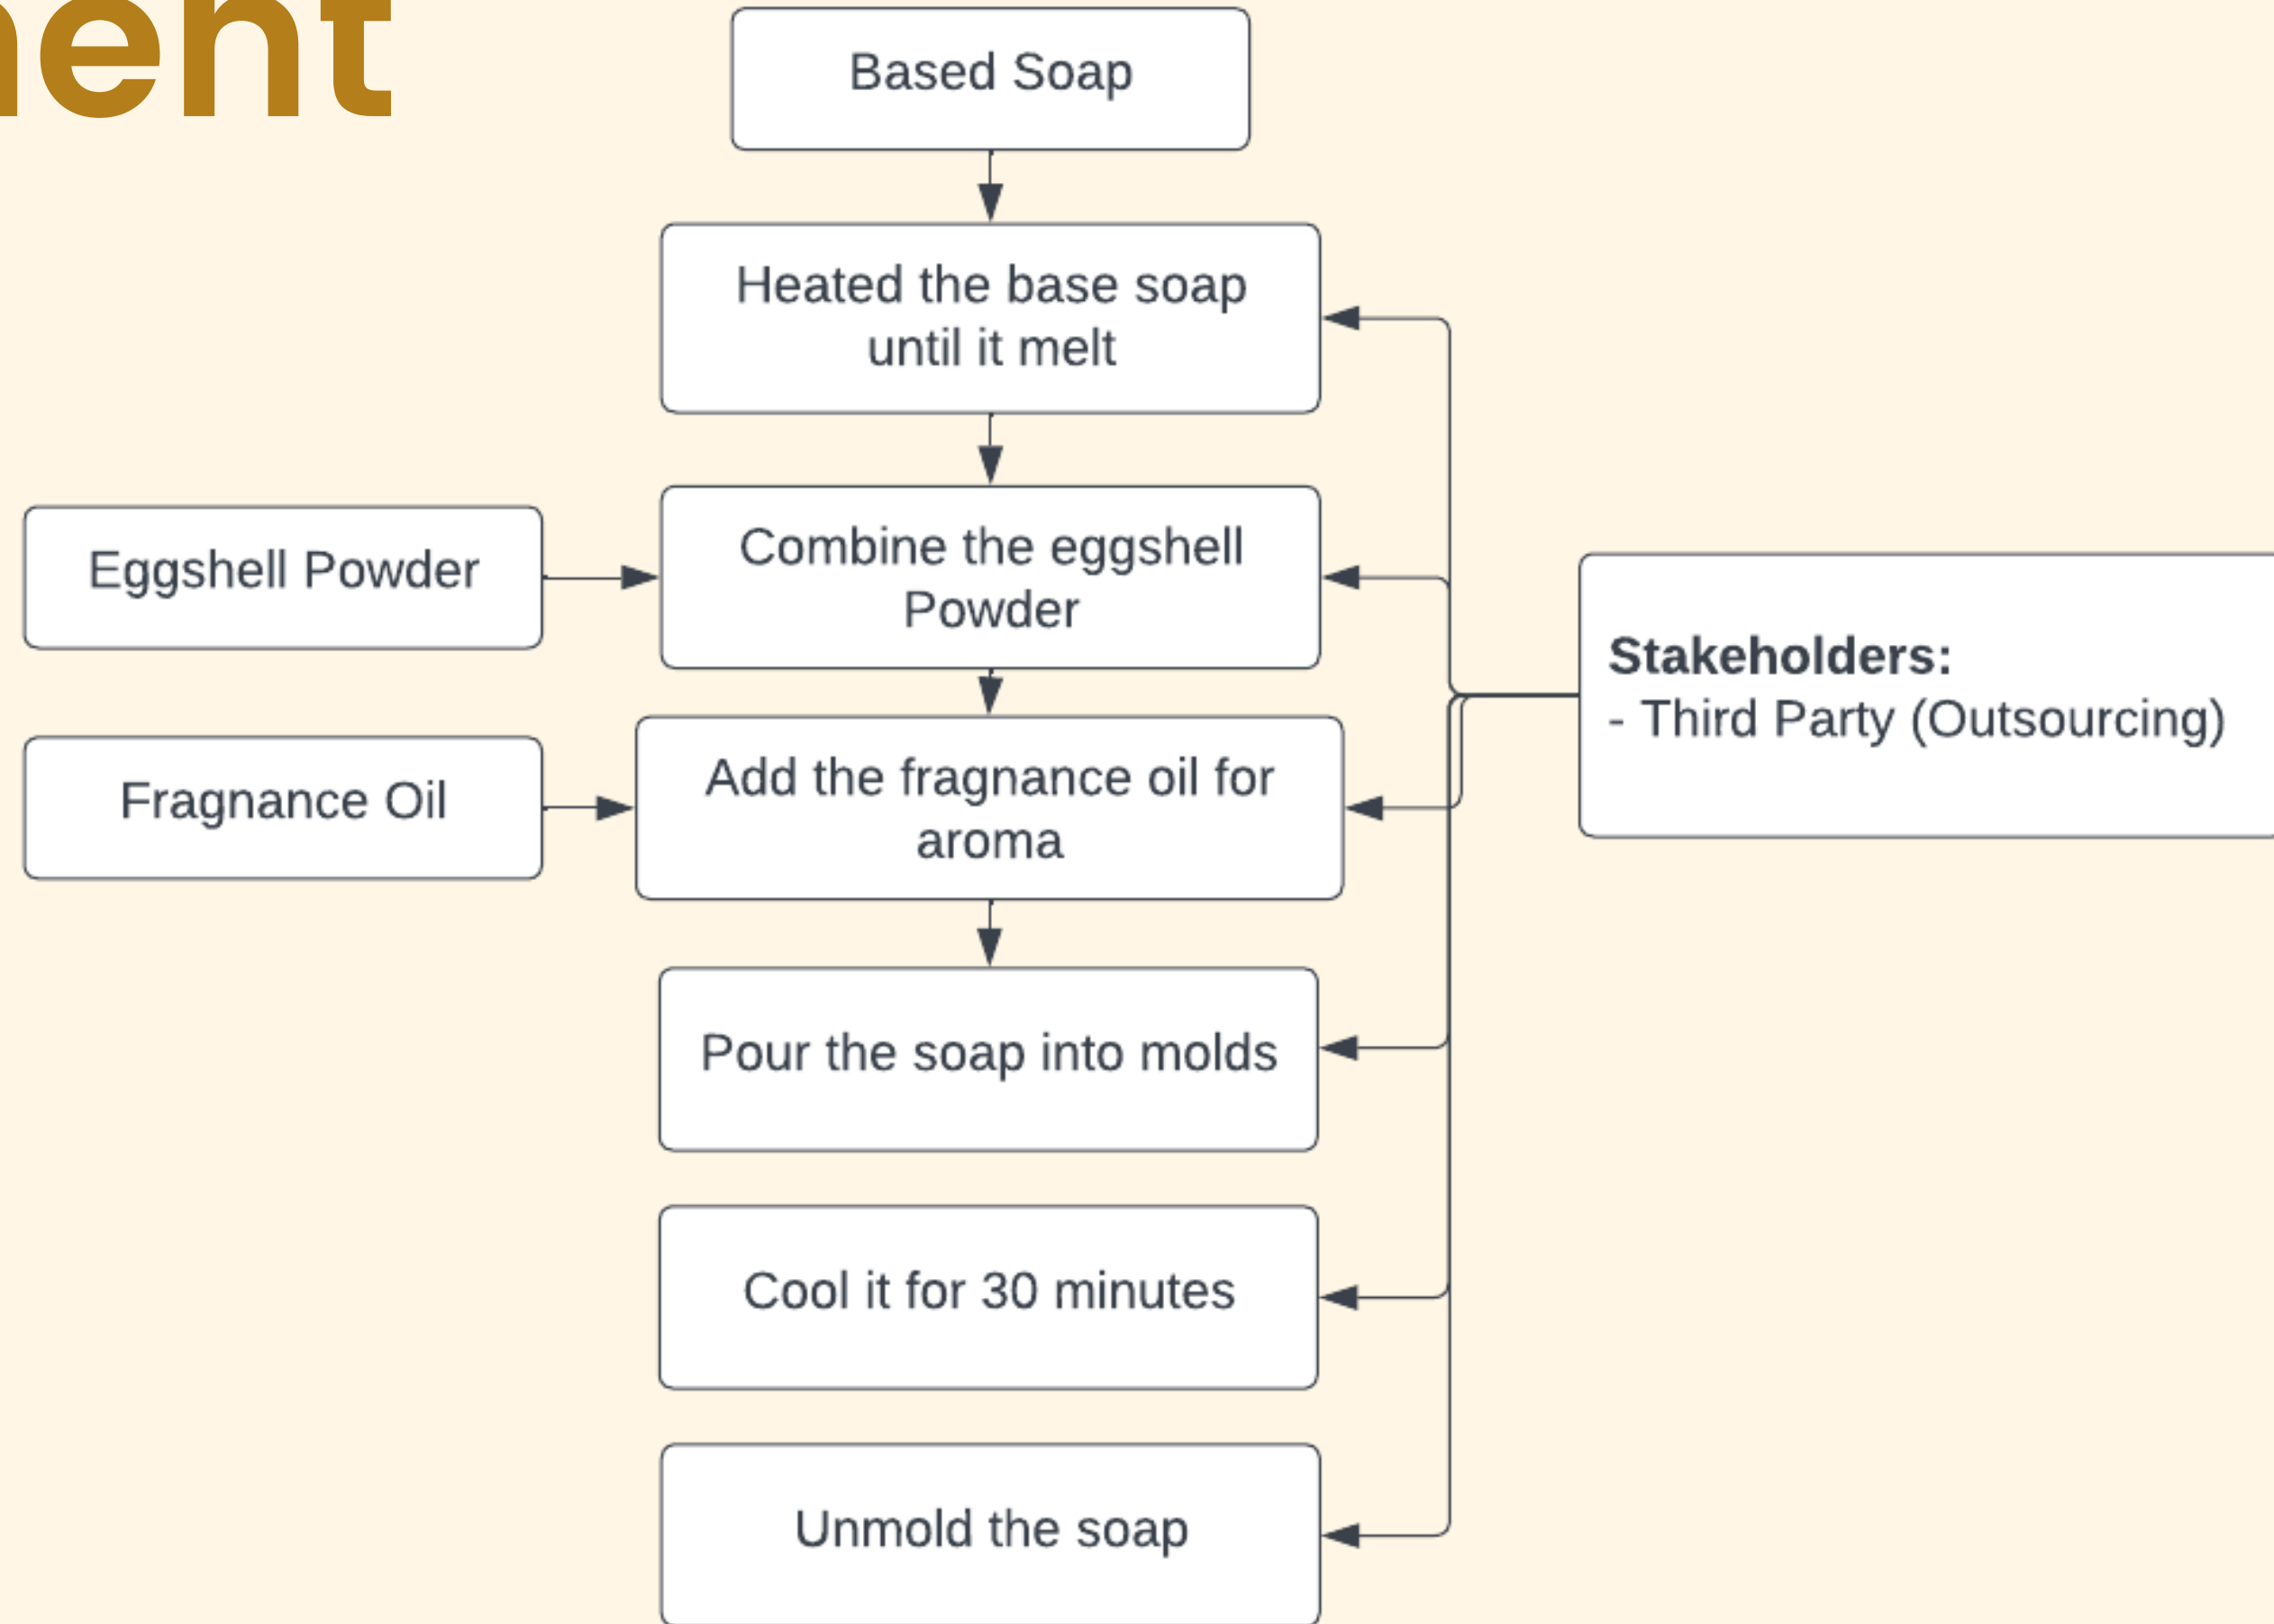 Based Soap
Heated the base soap
until it melt
Eggshell Powder
Combine the eggshell
Powder
Stakeholders:
- Third Party (Outsourcing)
Fragnance Oil
Add the fragnance oil for
aroma
Pour the soap into molds
Cool it for 30 minutes
Unmold the soap